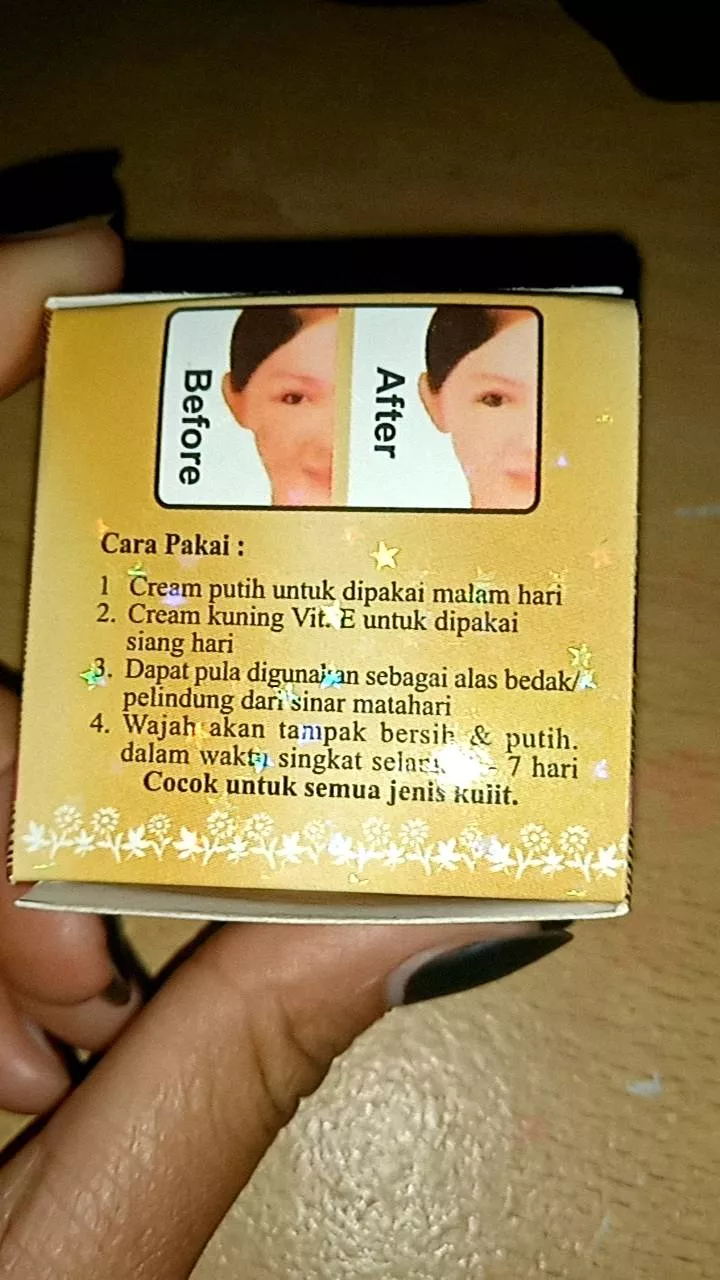 Before
After
Cara Pakai :
1 Cream putih untuk dipakai malam hari
2. Cream kuning Vit. E untuk dipakai
siang hari
3. Dapat pula digunakan sebagai alas bedak/
pelindung dari sinar matahari
4. Wajah akan tampak bersih & putih.
dalam waktu singkat - 7 hari
Cocok untuk semua jenis kuiit.